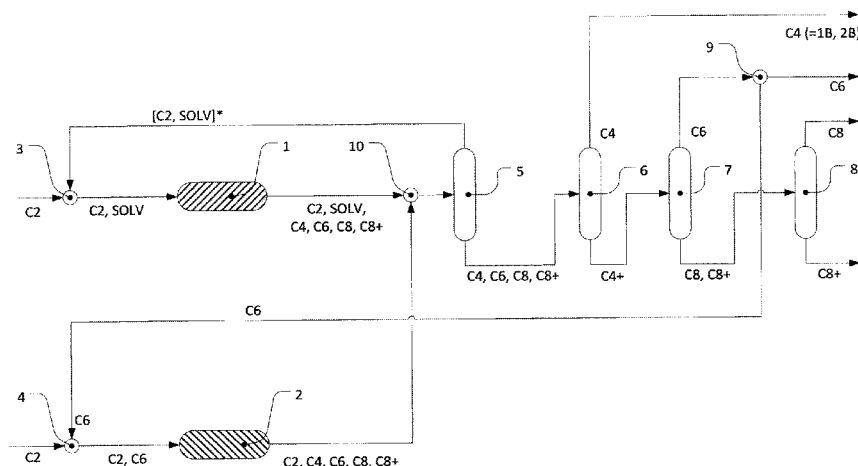 C4 (=1B, 2B)
9
C6
[C2, SOLV]*
C4
C6
C8
3
1
10
5
6
7
8
C2
C2, SOLV
C2, SOLV,
C4, C6, C8, C8+
C4, C6, C8, C8+
C4+
C8, C8+
C8+
C6
4
C6
2
C2
C2, C6
C2, C4, C6, C8, C8+